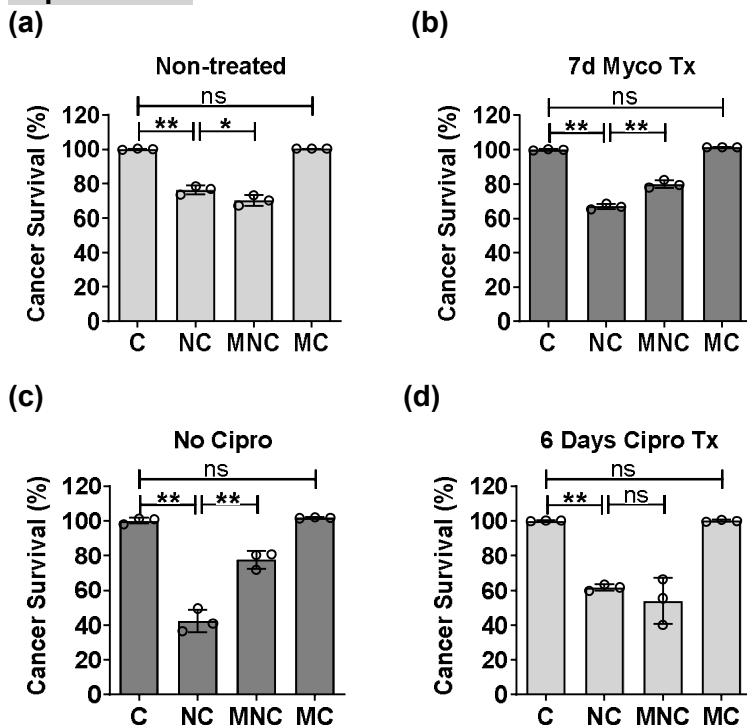 (a)
Non-treated
ns
** *
Cancer Survival (%)
120
100
80
60
40
20
0
C NC MNC MC
(b)
7d Myco Tx
ns
** **
Cancer Survival (%)
120
100
80
60
40
20
0
C NC MNC MC
(c)
No Cipro
ns
** **
Cancer Survival (%)
120
100
80
60
40
20
0
C NC MNC MC
(d)
6 Days Cipro Tx
ns
** ns
Cancer Survival (%)
120
100
80
60
40
20
0
C NC MNC MC